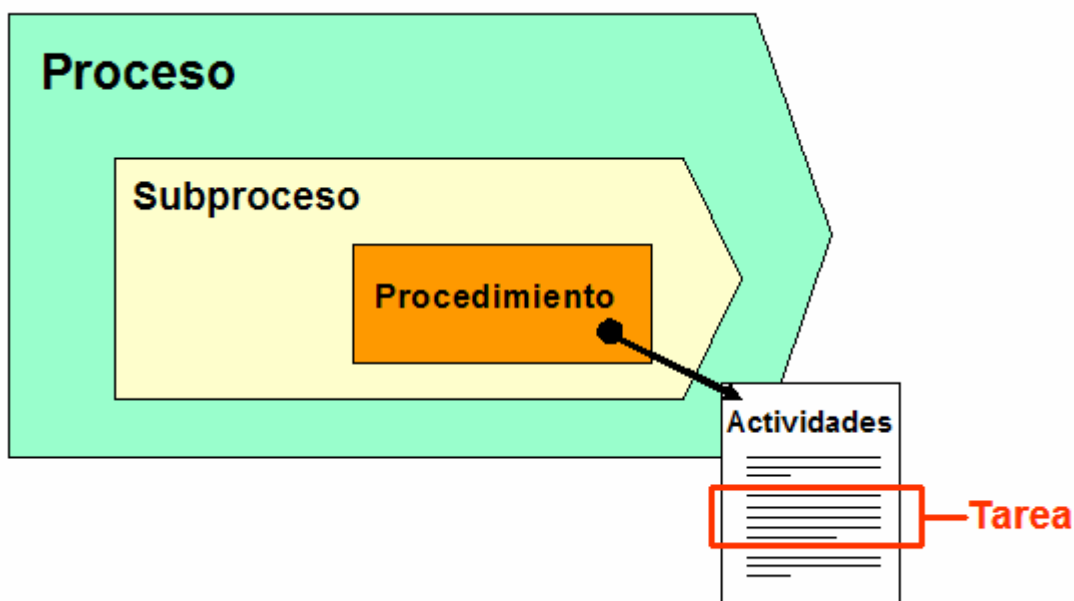 Proceso
Subproceso
Procedimiento
Actividades
Tarea